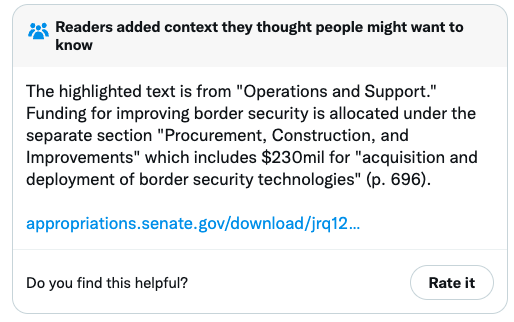 Readers added context they thought people might want to
know
The highlighted text is from "Operations and Support."
Funding for improving border security is allocated under the
separate section "Procurement, Construction, and
Improvements" which includes $230mil for "acquisition and
deployment of border security technologies" (p. 696).
appropriations.senate.gov/download/jrq12…
Do you find this helpful?
Rate it